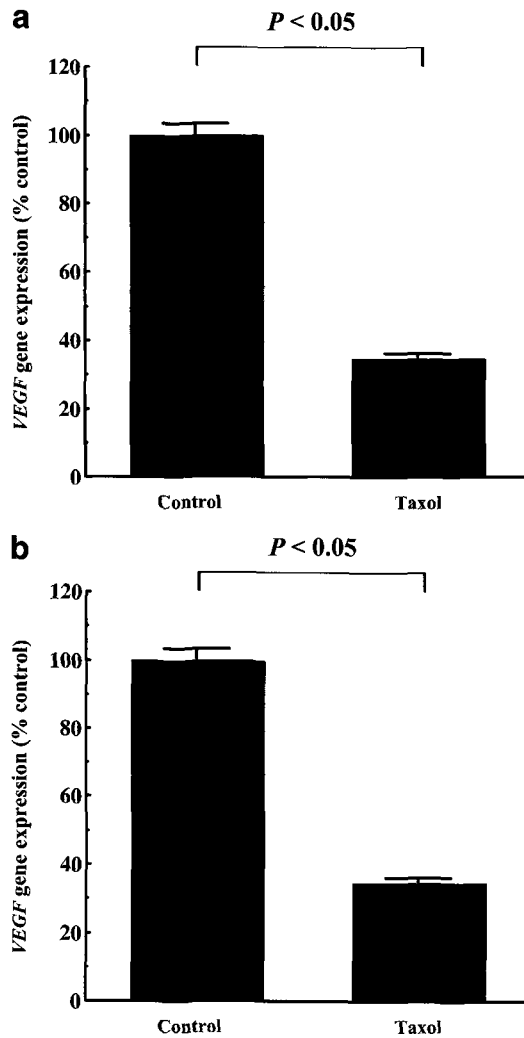 a
P < 0.05
VEGF gene expression (% control)
120
100
80
60
40
20
0
Control
Taxol
b
P < 0.05
VEGF gene expression (% control)
120
100
80
60
40
20
0
Control
Taxol